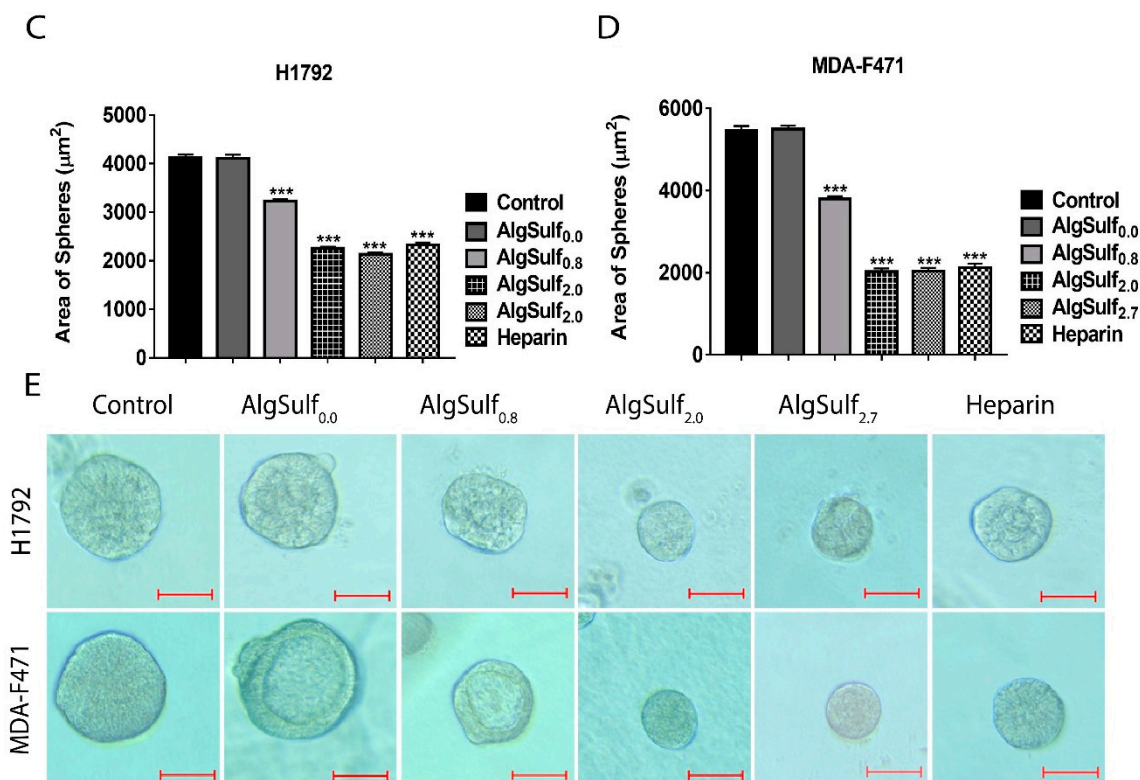 C
H1792
Area of Spheres (μm²)
5000
4000
3000
2000
1000
0
***
***
***
***
Control
AlgSulf₀.₀
AlgSulf₀.₈
AlgSulf₂.₀
AlgSulf₂.₀
Heparin
D
MDA-F471
Area of Spheres (μm²)
6000
4000
2000
0
***
***
***
***
Control
AlgSulf₀.₀
AlgSulf₀.₈
AlgSulf₂.₀
AlgSulf₂.₇
Heparin
E
Control AlgSulf₀.₀ AlgSulf₀.₈ AlgSulf₂.₀ AlgSulf₂.₇ Heparin
H1792
MDA-F471